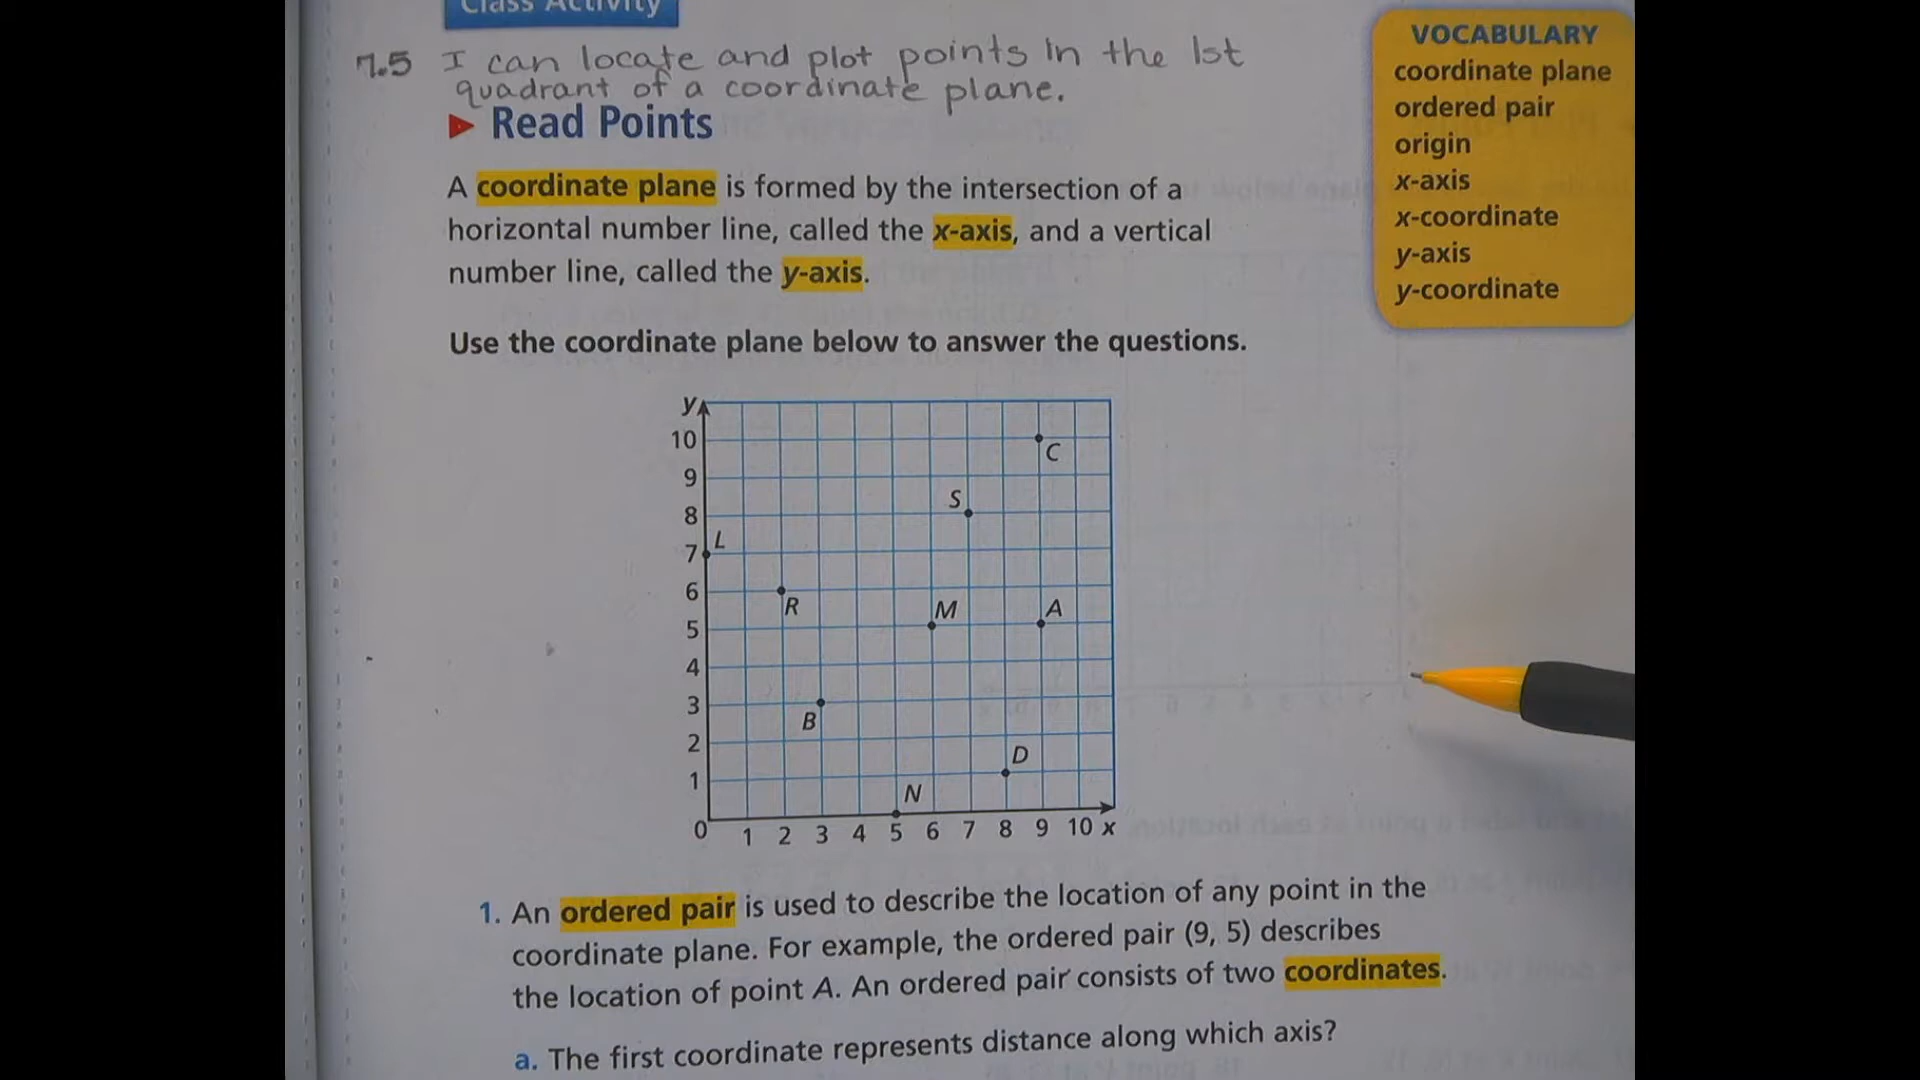 Class Activity
7.5 I can locate and plot points in the 1st
quadrant of a coordinate plane.
Read Points
A coordinate plane is formed by the intersection of a
horizontal number line, called the x-axis, and a vertical
number line, called the y-axis.
Use the coordinate plane below to answer the questions.
VOCABULARY
coordinate plane
ordered pair
origin
x-axis
x-coordinate
y-axis
y-coordinate
y
10
C
9
S
8
L
7
6
R
M
A
5
4
3
B
2
D
1
N
0 1 2 3 4 5 6 7 8 9 10 x
1. An ordered pair is used to describe the location of any point in the
coordinate plane. For example, the ordered pair (9, 5) describes
the location of point A. An ordered pair consists of two coordinates.
a. The first coordinate represents distance along which axis?